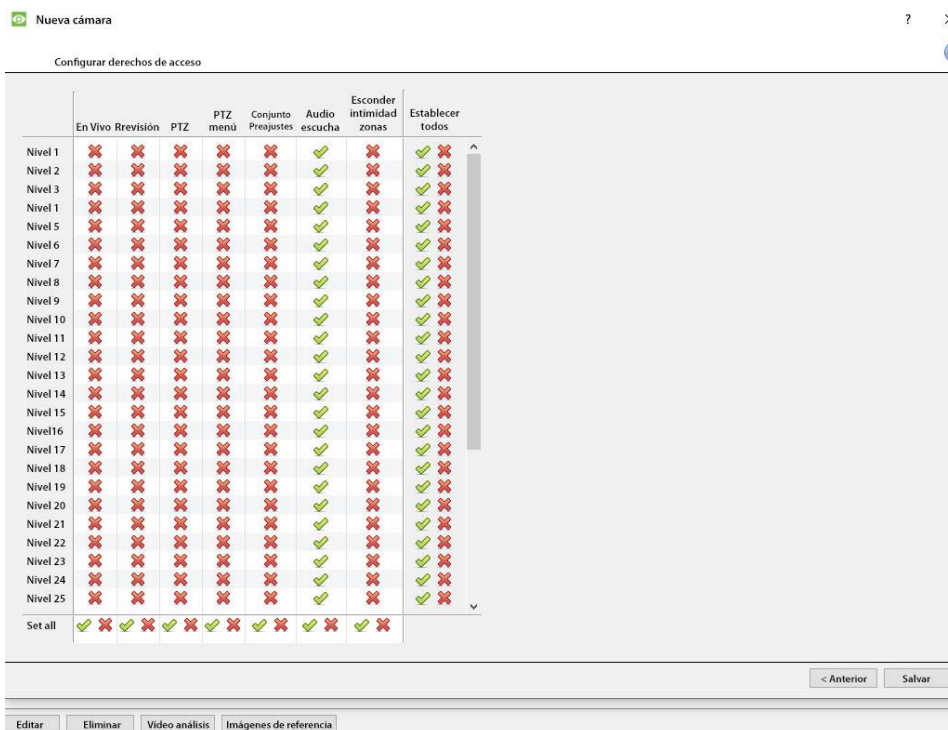 Nueva cámara
?
Configurar derechos de acceso
En Vivo Rrevisión PTZ PTZ menú Conjunto Preajustes Audio escucha Esconder intimidad zonas Establecer todos
Nivel 1
Nivel 2
Nivel 3
Nivel 1
Nivel 5
Nivel 6
Nivel 7
Nivel 8
Nivel 9
Nivel 10
Nivel 11
Nivel 12
Nivel 13
Nivel 14
Nivel 15
Nivel16
Nivel 17
Nivel 18
Nivel 19
Nivel 20
Nivel 21
Nivel 22
Nivel 23
Nivel 24
Nivel 25
Set all
< Anterior Salvar
Editar Eliminar Vídeo análisis Imágenes de referencia